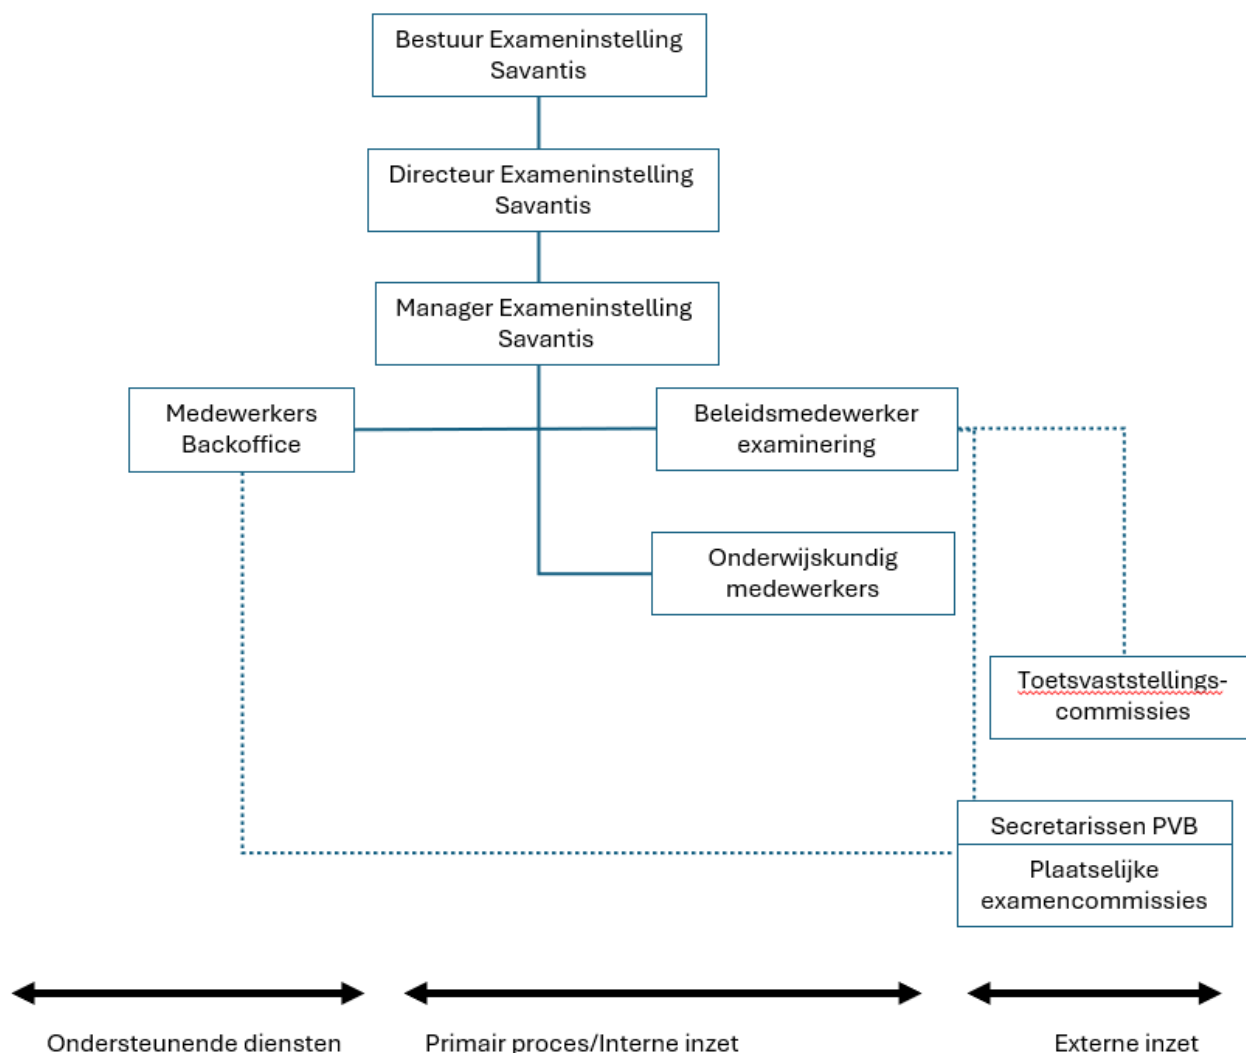 Bestuur Exameninstelling
Savantis
Directeur Exameninstelling
Savantis
Manager Exameninstelling
Savantis
Medewerkers
Backoffice
Beleidsmedewerker
examinering
Onderwijskundig
medewerkers
Toetsvaststellings-
commissies
Secretarissen PVB
Plaatselijke
examencommissies
Ondersteunende diensten
Primair proces/Interne inzet
Externe inzet